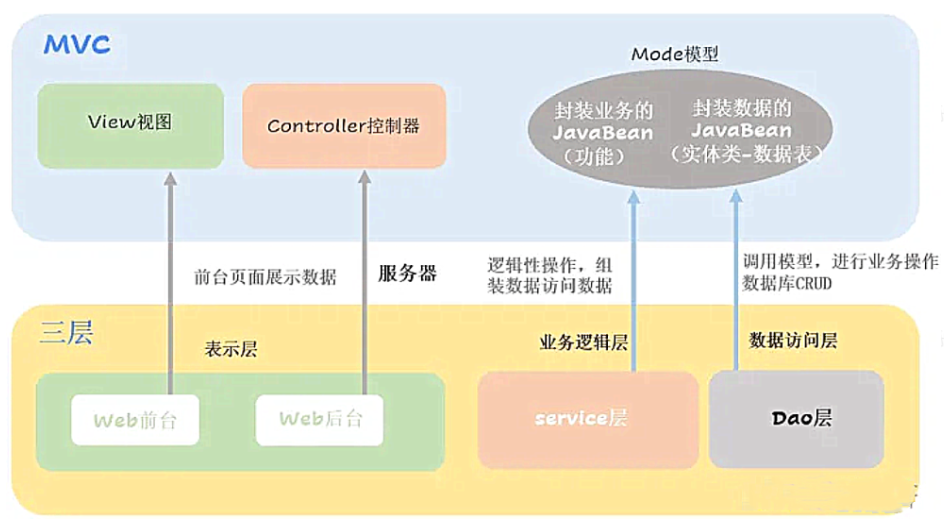 MVC
Mode模型
View视图
Controller控制器
封装业务的
JavaBean
（功能）
封装数据的
JavaBean
（实体类-数据表）
前台页面展示数据
服务器
逻辑性操作，组
装数据访问数据
调用模型，进行业务操作
数据库CRUD
三层
表示层
业务逻辑层
数据访问层
Web前台
Web后台
service层
Dao层